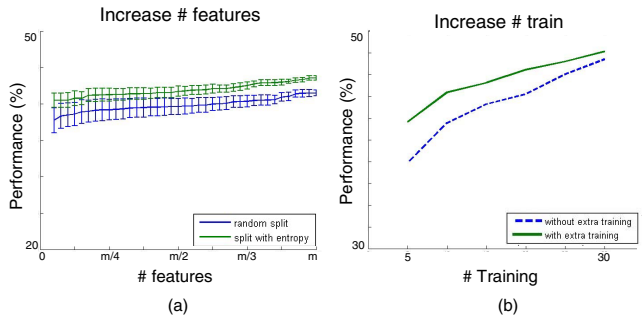 Increase # features
50
Performance (%)
20
0
m/4
m/2
m/3
m
random split
split with entropy
# features
(a)
Increase # train
50
Performance (%)
30
5
30
without extra training
with extra training
# Training
(b)